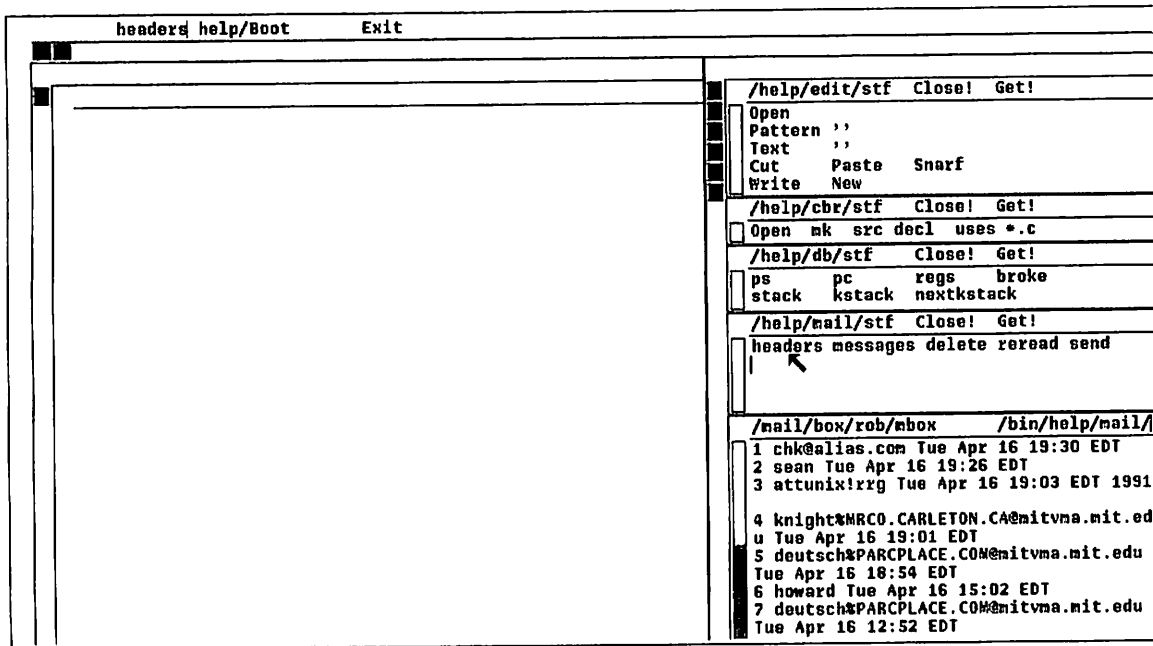 headers help/Boot Exit
/help/edit/stf Close! Get!
Open
Pattern ''
Text ''
Cut Paste Snarf
Write New
/help/cbr/stf Close! Get!
Open mk src decl uses *.c
/help/db/stf Close! Get!
ps pc regs broke
stack kstack nextkstack
/help/mail/stf Close! Get!
headers messages delete reread send
/mail/box/rob/mbox /bin/help/mail/
1 chk@alias.com Tue Apr 16 19:30 EDT
2 sean Tue Apr 16 19:26 EDT
3 attunix!rrg Tue Apr 16 19:03 EDT 1991
4 knight%MRCO.CARLETON.CA@mitvma.mit.ed
u Tue Apr 16 19:01 EDT
5 deutsch%PARCPLACE.COM@mitvma.mit.edu
Tue Apr 16 18:54 EDT
6 howard Tue Apr 16 15:02 EDT
7 deutsch%PARCPLACE.COM@mitvma.mit.edu
Tue Apr 16 12:52 EDT